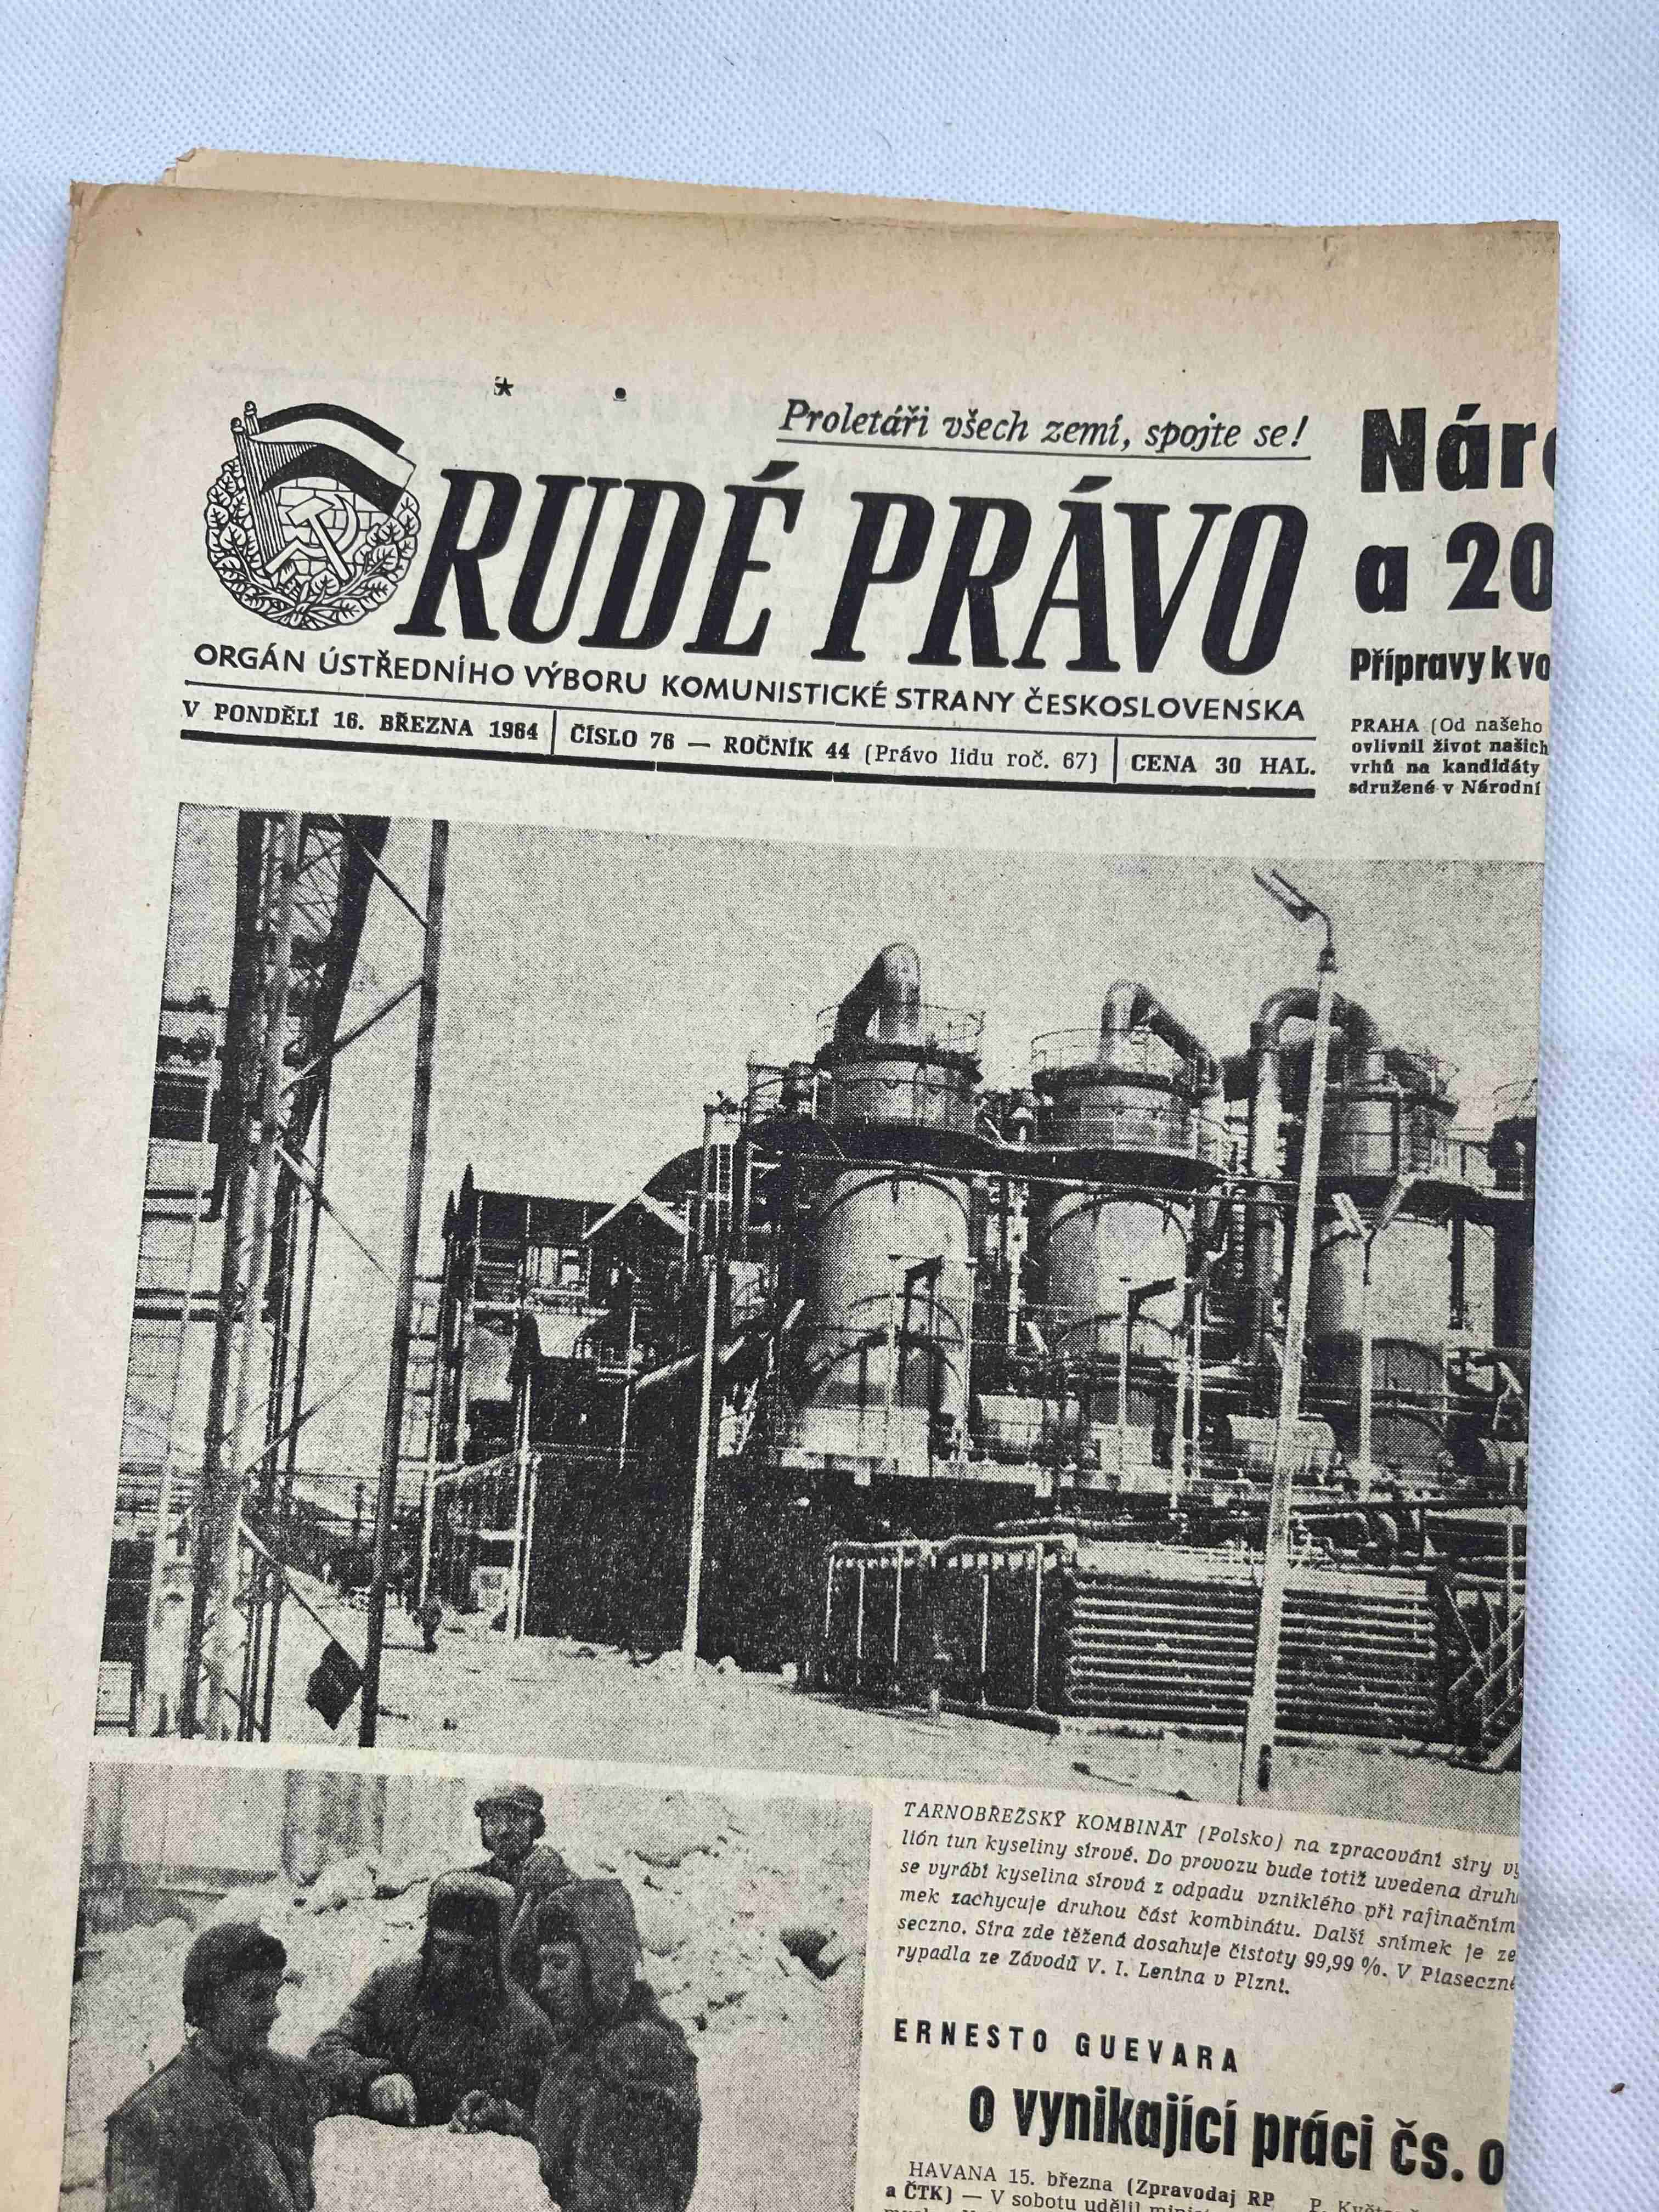 Proletáři všech zemí, spojte se!
RUDÉ PRÁVO
ORGÁN ÚSTŘEDNÍHO VÝBORU KOMUNISTICKÉ STRANY ČESKOSLOVENSKA
V PONDĚLÍ 16. BŘEZNA 1964 ČÍSLO 76 — ROČNÍK 44 (Právo lidu roč. 67) CENA 30 HAL.
Náro
a 20
Přípravy k vo
PRAHA (Od našeho
ovlivnil život našich
vrhů na kandidáty
sdružené v Národní
TARNOBŘEŽSKÝ KOMBINÁT (Polsko) na zpracování síry vy
lión tun kyseliny sírové. Do provozu bude totiž uvedena druh
se vyrábí kyselina sírová z odpadu vzniklého při rafinačním
mek zachycuje druhou část kombinátu. Další snímek je ze
seczno. Síra zde těžená dosahuje čistoty 99,99 %. V Piaseczně
rypadla ze Závodů V. I. Lenina v Plzni.
ERNESTO GUEVARA
o vynikající práci čs. o
HAVANA 15. března (Zpravodaj RP
a ČTK) — V sobotu udělil